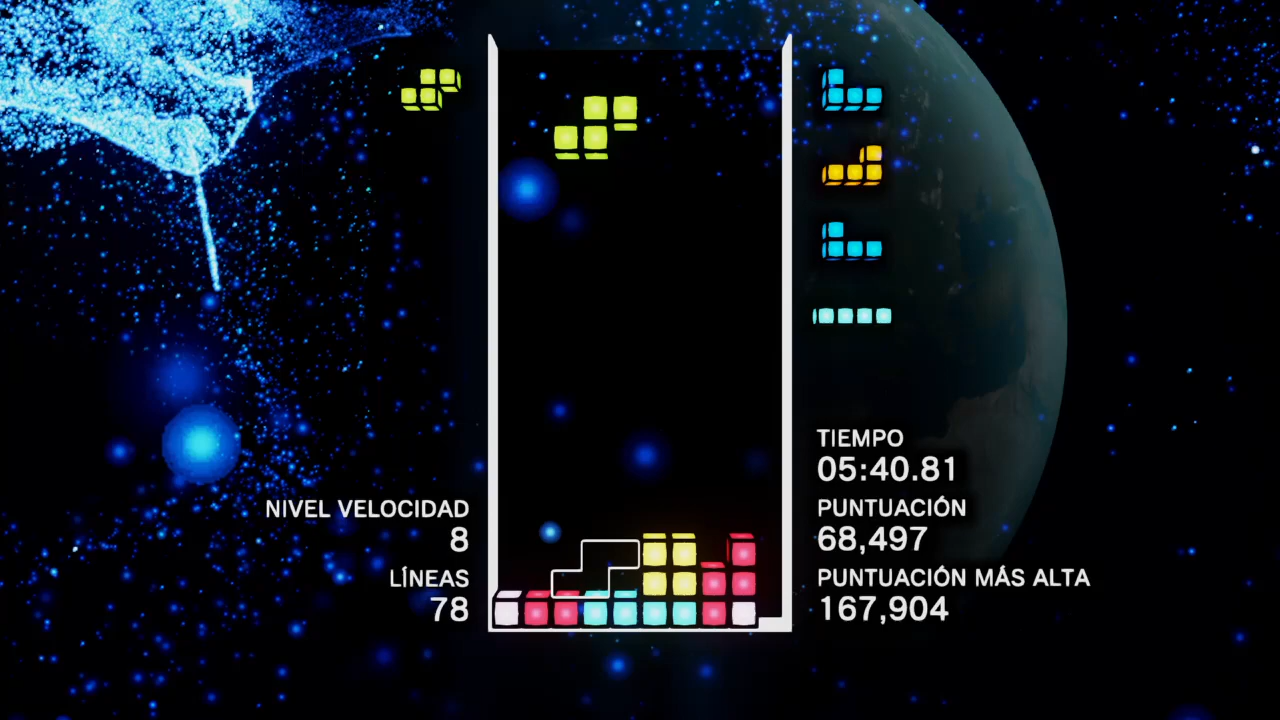 NIVEL VELOCIDAD
8
LÍNEAS
78
TIEMPO
05:40.81
PUNTUACIÓN
68,497
PUNTUACIÓN MÁS ALTA
167,904